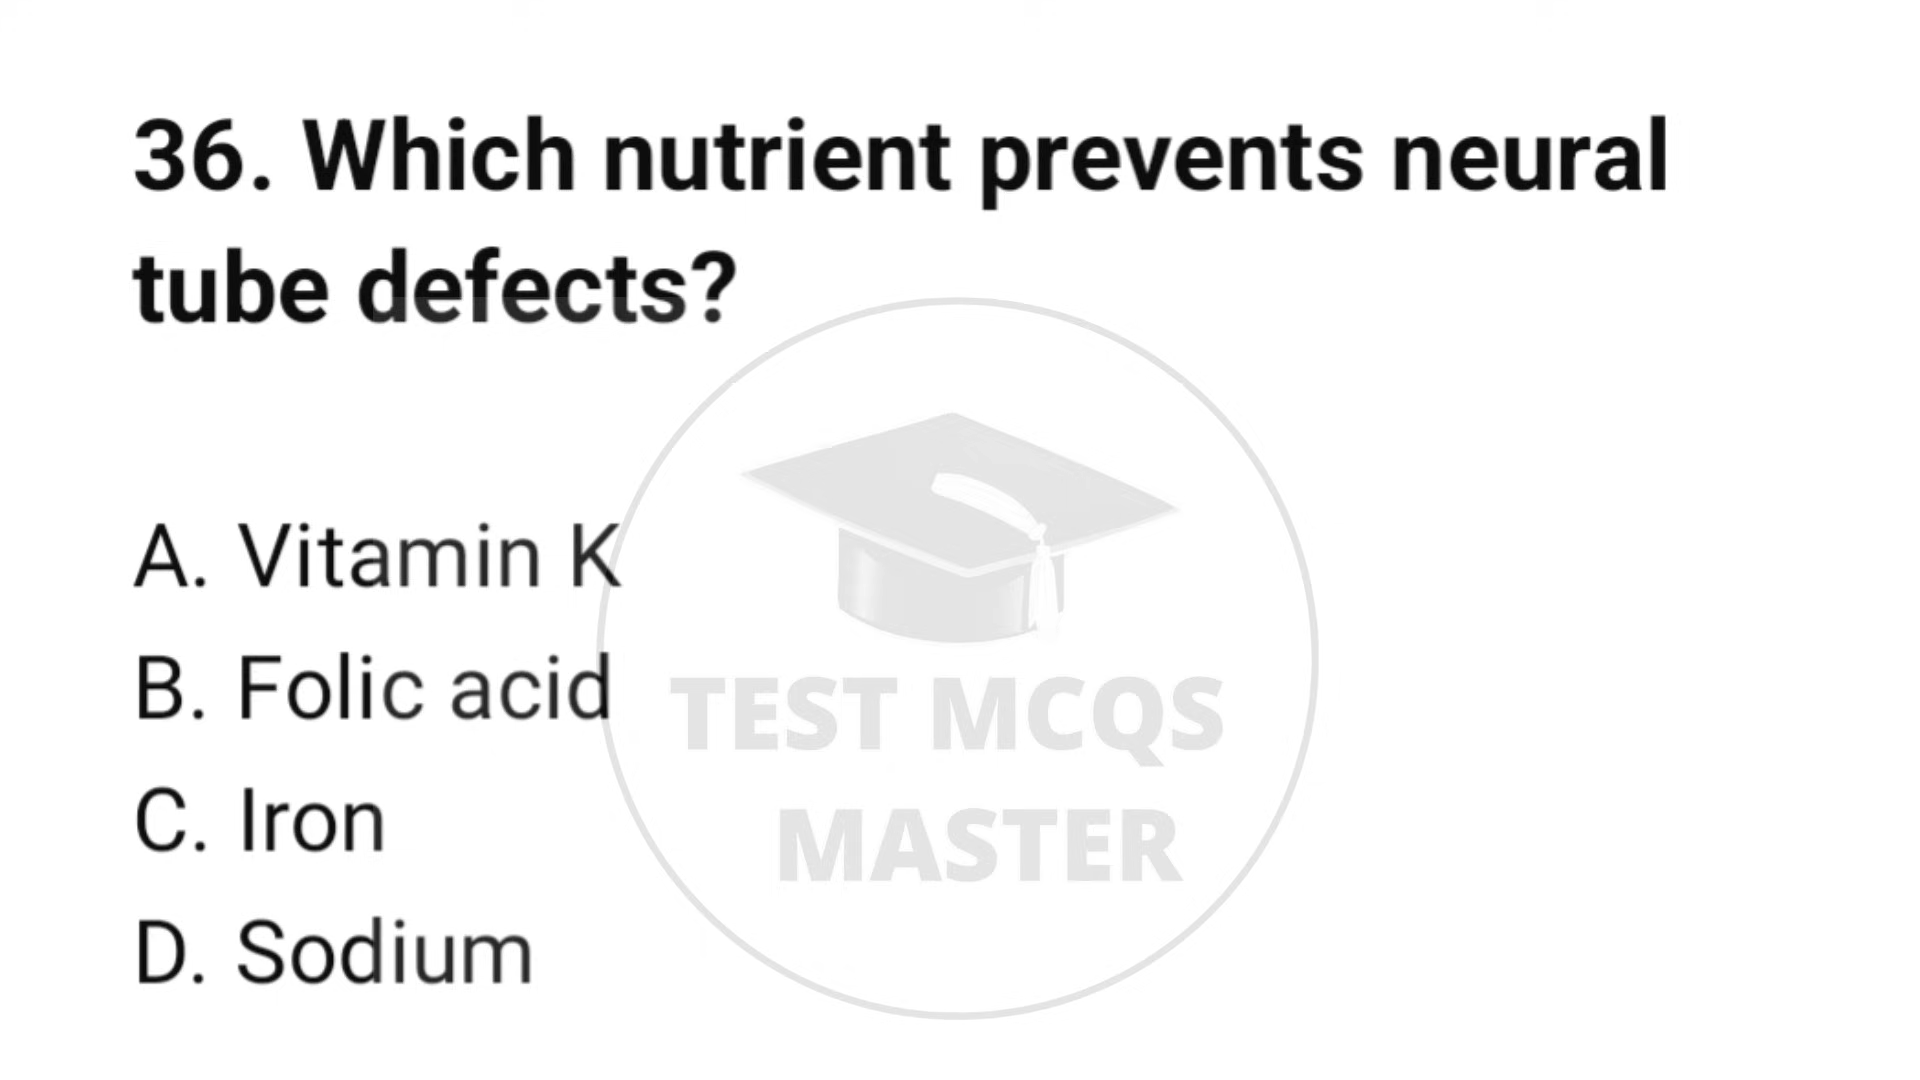 36. Which nutrient prevents neural
tube defects?
A. Vitamin K
B. Folic acid
C. Iron
D. Sodium
TEST MCQS
MASTER